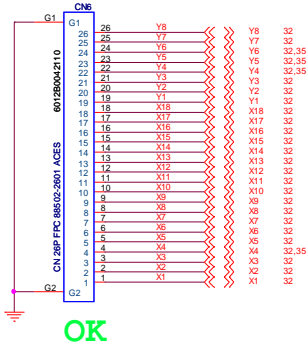 CN6
G1 G1
26 26 Y8 Y8 32
25 25 Y7 Y7 32
24 24 Y6 Y6 32,35
23 23 Y5 Y5 32,35
22 22 Y4 Y4 32,35
21 21 Y3 Y3 32
20 20 Y2 Y2 32
19 19 Y1 Y1 32
18 18 X18 X18 32
17 17 X17 X17 32
16 16 X16 X16 32
15 15 X15 X15 32
14 14 X14 X14 32
13 13 X13 X13 32
12 12 X12 X12 32
11 11 X11 X11 32
10 10 X10 X10 32
9 9 X9 X9 32
8 8 X8 X8 32
7 7 X7 X7 32
6 6 X6 X6 32
5 5 X5 X5 32
4 4 X4 X4 32,35
3 3 X3 X3 32
2 2 X2 X2 32
1 1 X1 X1 32
G2 G2
6012B0042110
CN 26P FPC 88502-2601 ACES
OK